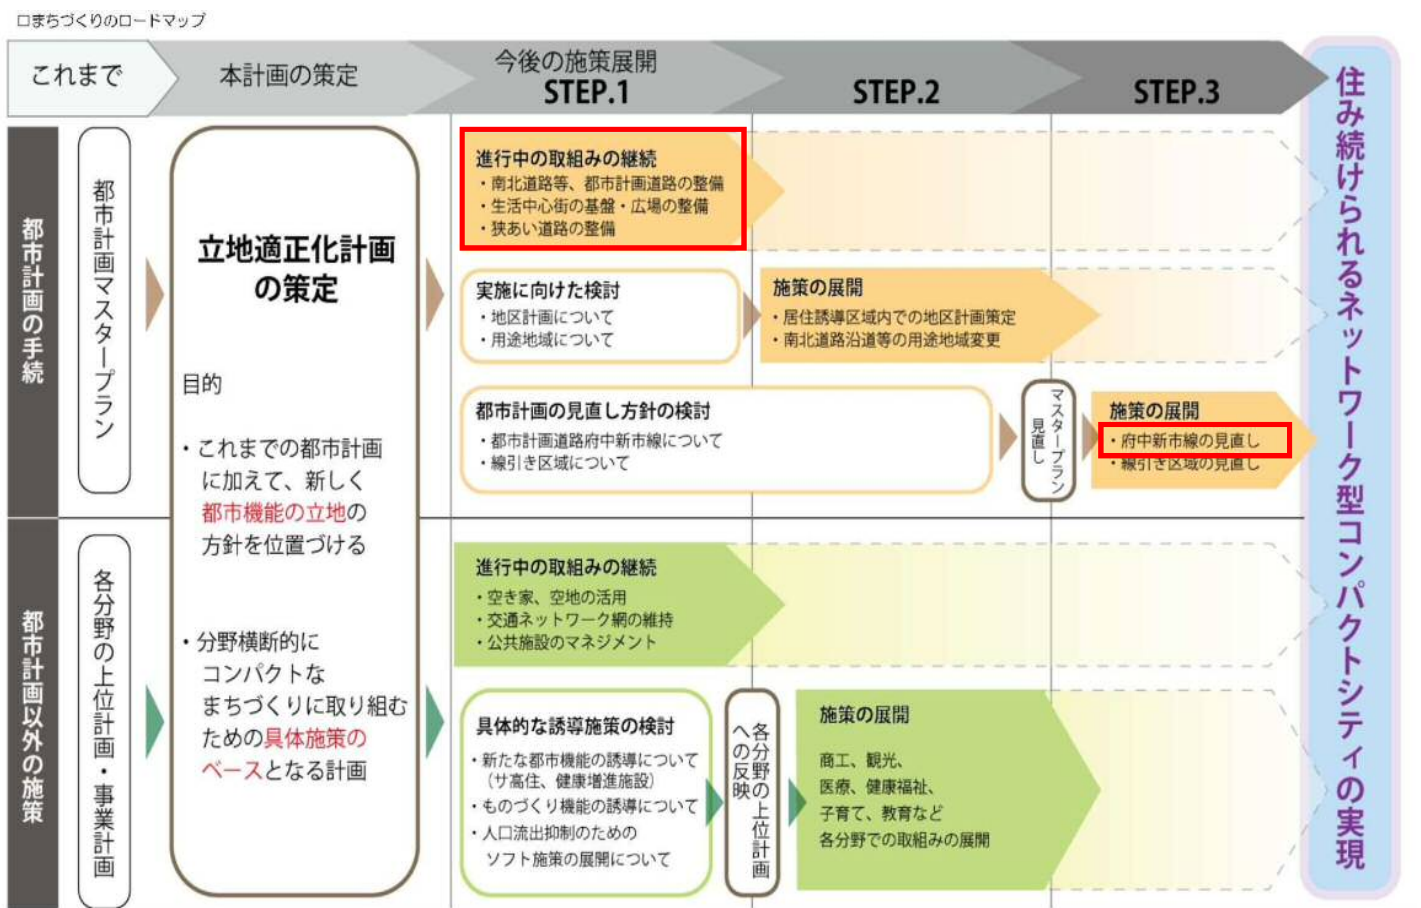 □まちづくりのロードマップ
これまで
本計画の策定
今後の施策展開
STEP.1
STEP.2
STEP.3
都市計画の手続
都市計画マスタープラン
立地適正化計画
の策定
目的
・これまでの都市計画
に加えて、新しく
都市機能の立地の
方針を位置づける
・分野横断的に
コンパクトな
まちづくりに取り組む
ための具体施策の
ベースとなる計画
進行中の取組みの継続
・南北道路等、都市計画道路の整備
・生活中心街の基盤・広場の整備
・狭あい道路の整備
実施に向けた検討
・地区計画について
・用途地域について
施策の展開
・居住誘導区域内での地区計画策定
・南北道路沿道等の用途地域変更
都市計画の見直し方針の検討
・都市計画道路府中新市線について
・線引き区域について
マスタープラン
見直し
施策の展開
・府中新市線の見直し
・線引き区域の見直し
都市計画以外の施策
各分野の上位計画・事業計画
進行中の取組みの継続
・空き家、空地の活用
・交通ネットワーク網の維持
・公共施設のマネジメント
具体的な誘導施策の検討
・新たな都市機能の誘導について
（サ高住、健康増進施設）
・ものづくり機能の誘導について
・人口流出抑制のための
ソフト施策の展開について
各分野の上位計画
への反映
施策の展開
商工、観光、
医療、健康福祉、
子育て、教育など
各分野での取組みの展開
住み続けられるネットワーク型コンパクトシティの実現